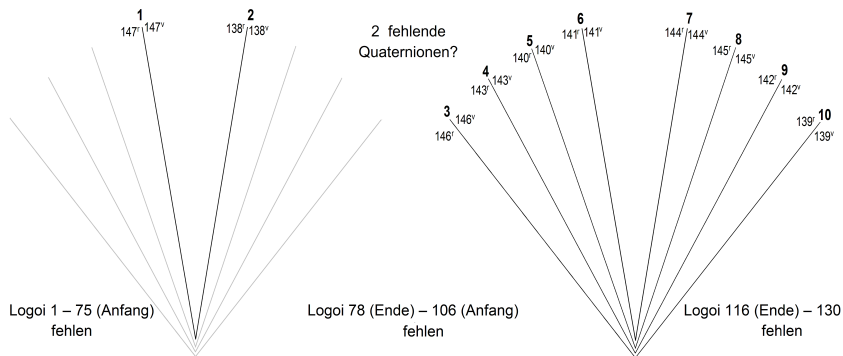 1
147ʳ 147ᵛ
2
138ʳ 138ᵛ
2 fehlende
Quaternionen?
3
146ʳ 146ᵛ
4
143ʳ 143ᵛ
5
140ʳ 140ᵛ
6
141ʳ 141ᵛ
7
144ʳ 144ᵛ
8
145ʳ 145ᵛ
9
142ʳ 142ᵛ
10
139ʳ 139ᵛ
Logoi 1 – 75 (Anfang)
fehlen
Logoi 78 (Ende) – 106 (Anfang)
fehlen
Logoi 116 (Ende) – 130
fehlen